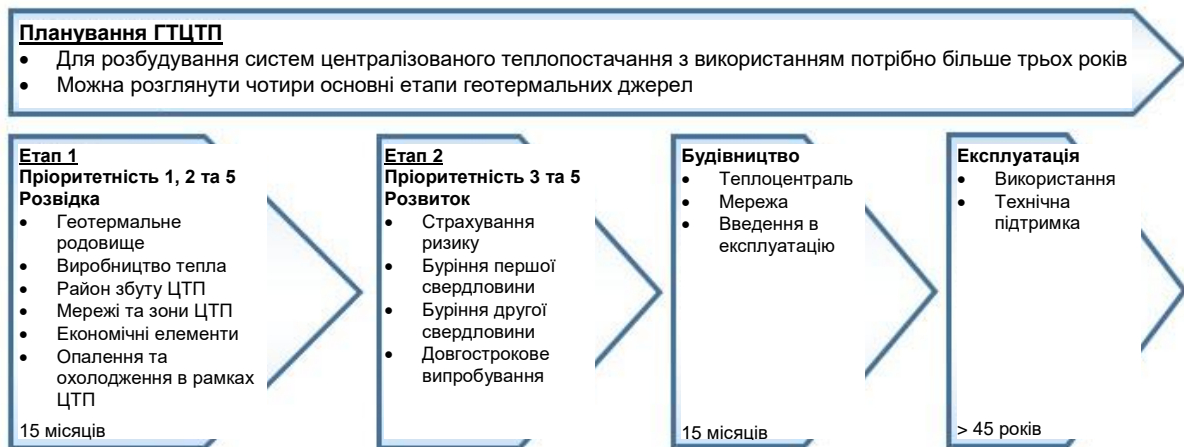 Планування ГТЦТП
• Для розбудування систем централізованого теплопостачання з використанням потрібно більше трьох років
• Можна розглянути чотири основні етапи геотермальних джерел
Етап 1
Пріоритетність 1, 2 та 5
Розвідка
• Геотермальне
родовище
• Виробництво тепла
• Район збуту ЦТП
• Мережі та зони ЦТП
• Економічні елементи
• Опалення та
охолодження в рамках
ЦТП
15 місяців
Етап 2
Пріоритетність 3 та 5
Розвиток
• Страхування
ризику
• Буріння першої
свердловини
• Буріння другої
свердловини
• Довгострокове
випробування
Будівництво
• Теплоцентраль
• Мережа
• Введення в
експлуатацію
15 місяців
Експлуатація
• Використання
• Технічна
підтримка
> 45 років